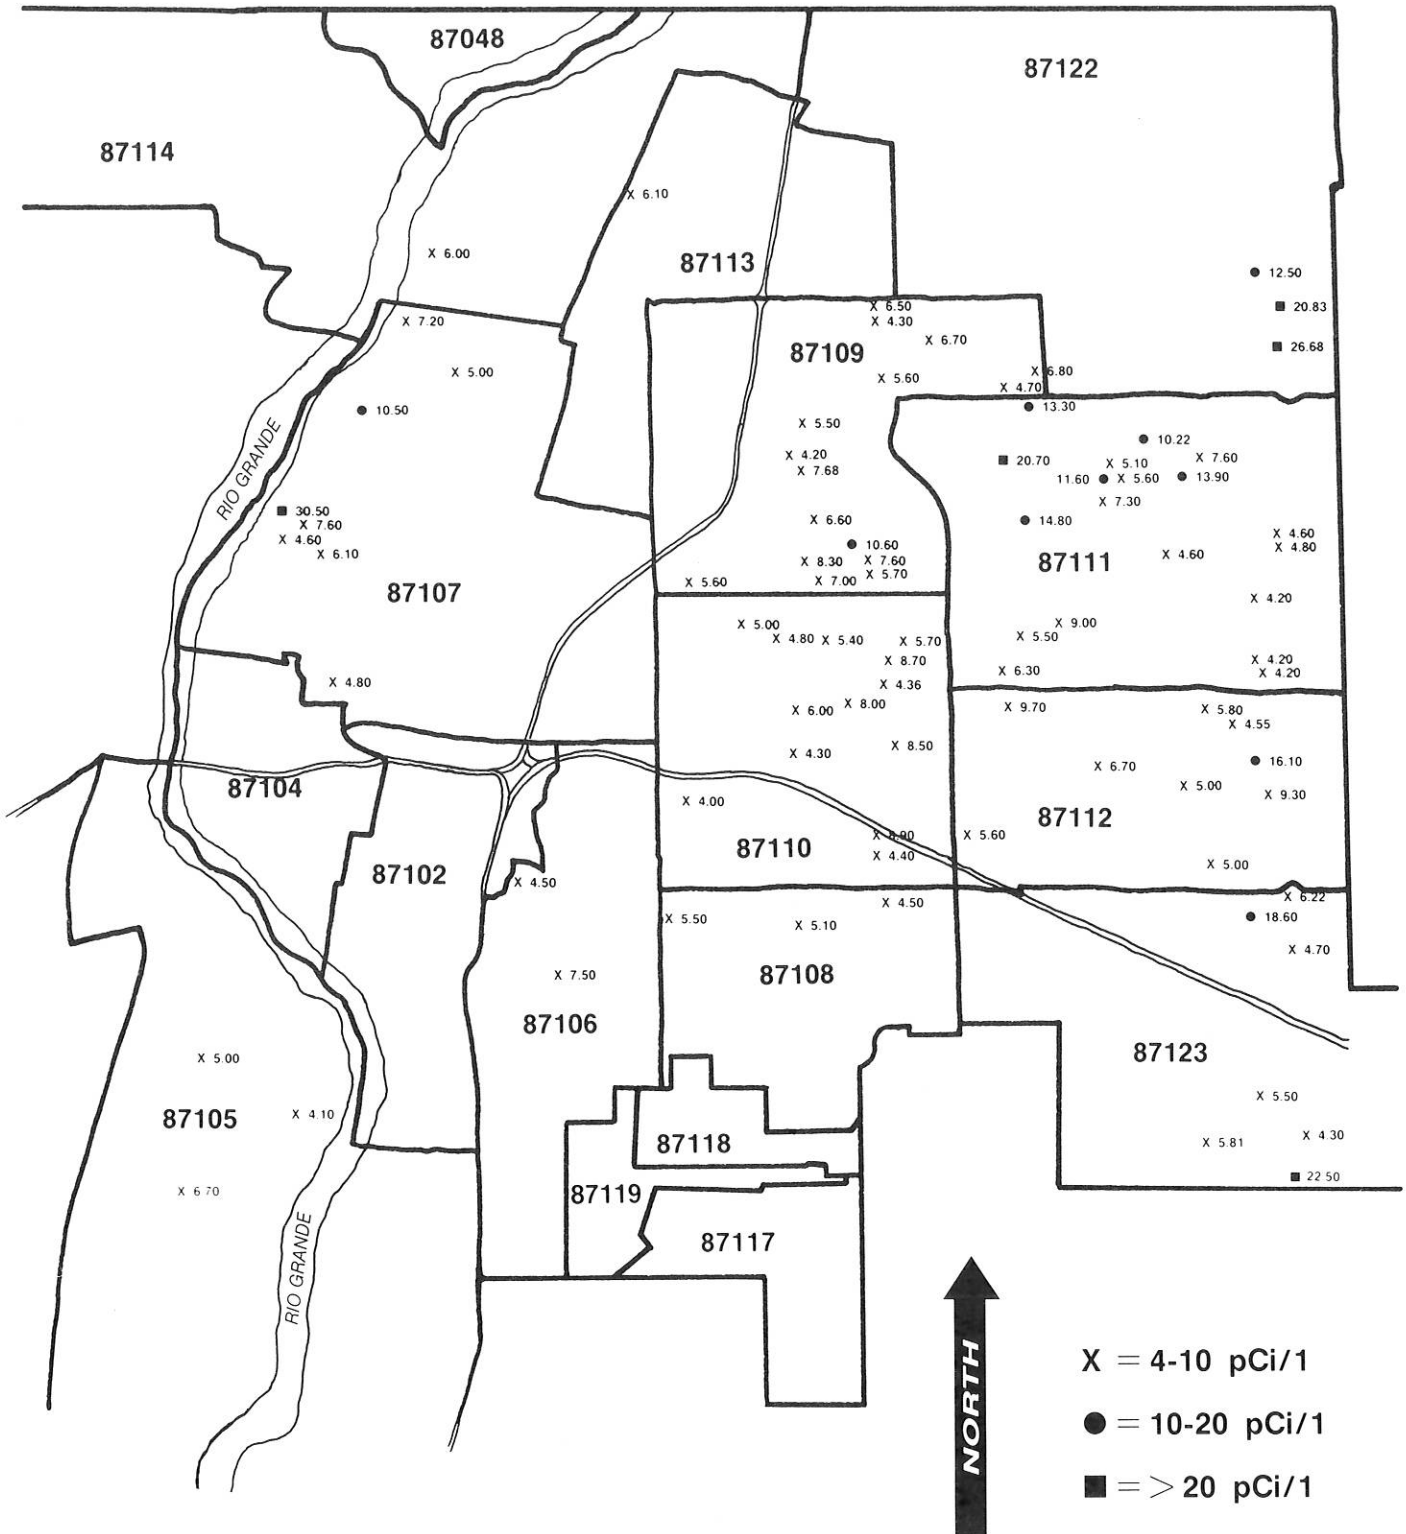 87048
87122
87114
X 6.10
X 6.00
87113
● 12.50
■ 20.83
■ 26.68
X 6.50
X 4.30
X 6.70
X 7.20
87109
X 5.00
X 5.60
X 6.80
X 4.70
● 10.50
● 13.30
X 5.50
● 10.22
X 4.20
X 7.68
■ 20.70
X 5.10
X 7.60
11.60 ●
X 5.60
● 13.90
X 7.30
RIO GRANDE
■ 30.50
X 7.60
X 4.60
X 6.10
X 6.60
● 14.80
● 10.60
X 8.30
X 7.60
X 5.70
X 7.00
X 5.60
X 4.60
X 4.80
X 4.60
87111
87107
X 4.20
X 5.00
X 4.80
X 5.40
X 5.70
X 8.70
X 4.36
X 9.00
X 5.50
X 6.30
X 4.20
X 4.20
X 4.80
X 6.00
X 8.00
X 9.70
X 5.80
X 4.55
X 4.30
X 8.50
X 6.70
● 16.10
X 5.00
X 9.30
87104
X 4.00
87112
X 5.60
87110
X 4.40
X 5.00
87102
X 4.50
X 4.50
X 6.22
X 5.50
X 5.10
● 18.60
X 4.70
X 7.50
87108
87106
87123
X 5.00
X 4.10
87105
X 5.50
X 5.81
X 4.30
87118
■ 22 50
X 6 70
87119
87117
RIO GRANDE
NORTH
X = 4-10 pCi/1
● = 10-20 pCi/1
■ = > 20 pCi/1